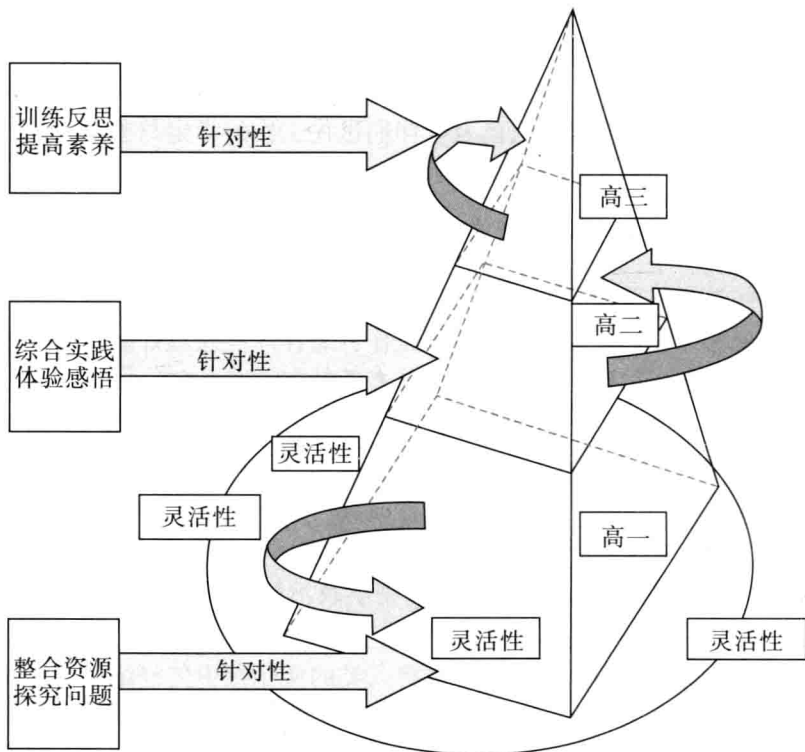 训练反思
提高素养
针对性
高三
综合实践
体验感悟
针对性
高二
灵活性
灵活性
高一
整合资源
探究问题
针对性
灵活性
灵活性